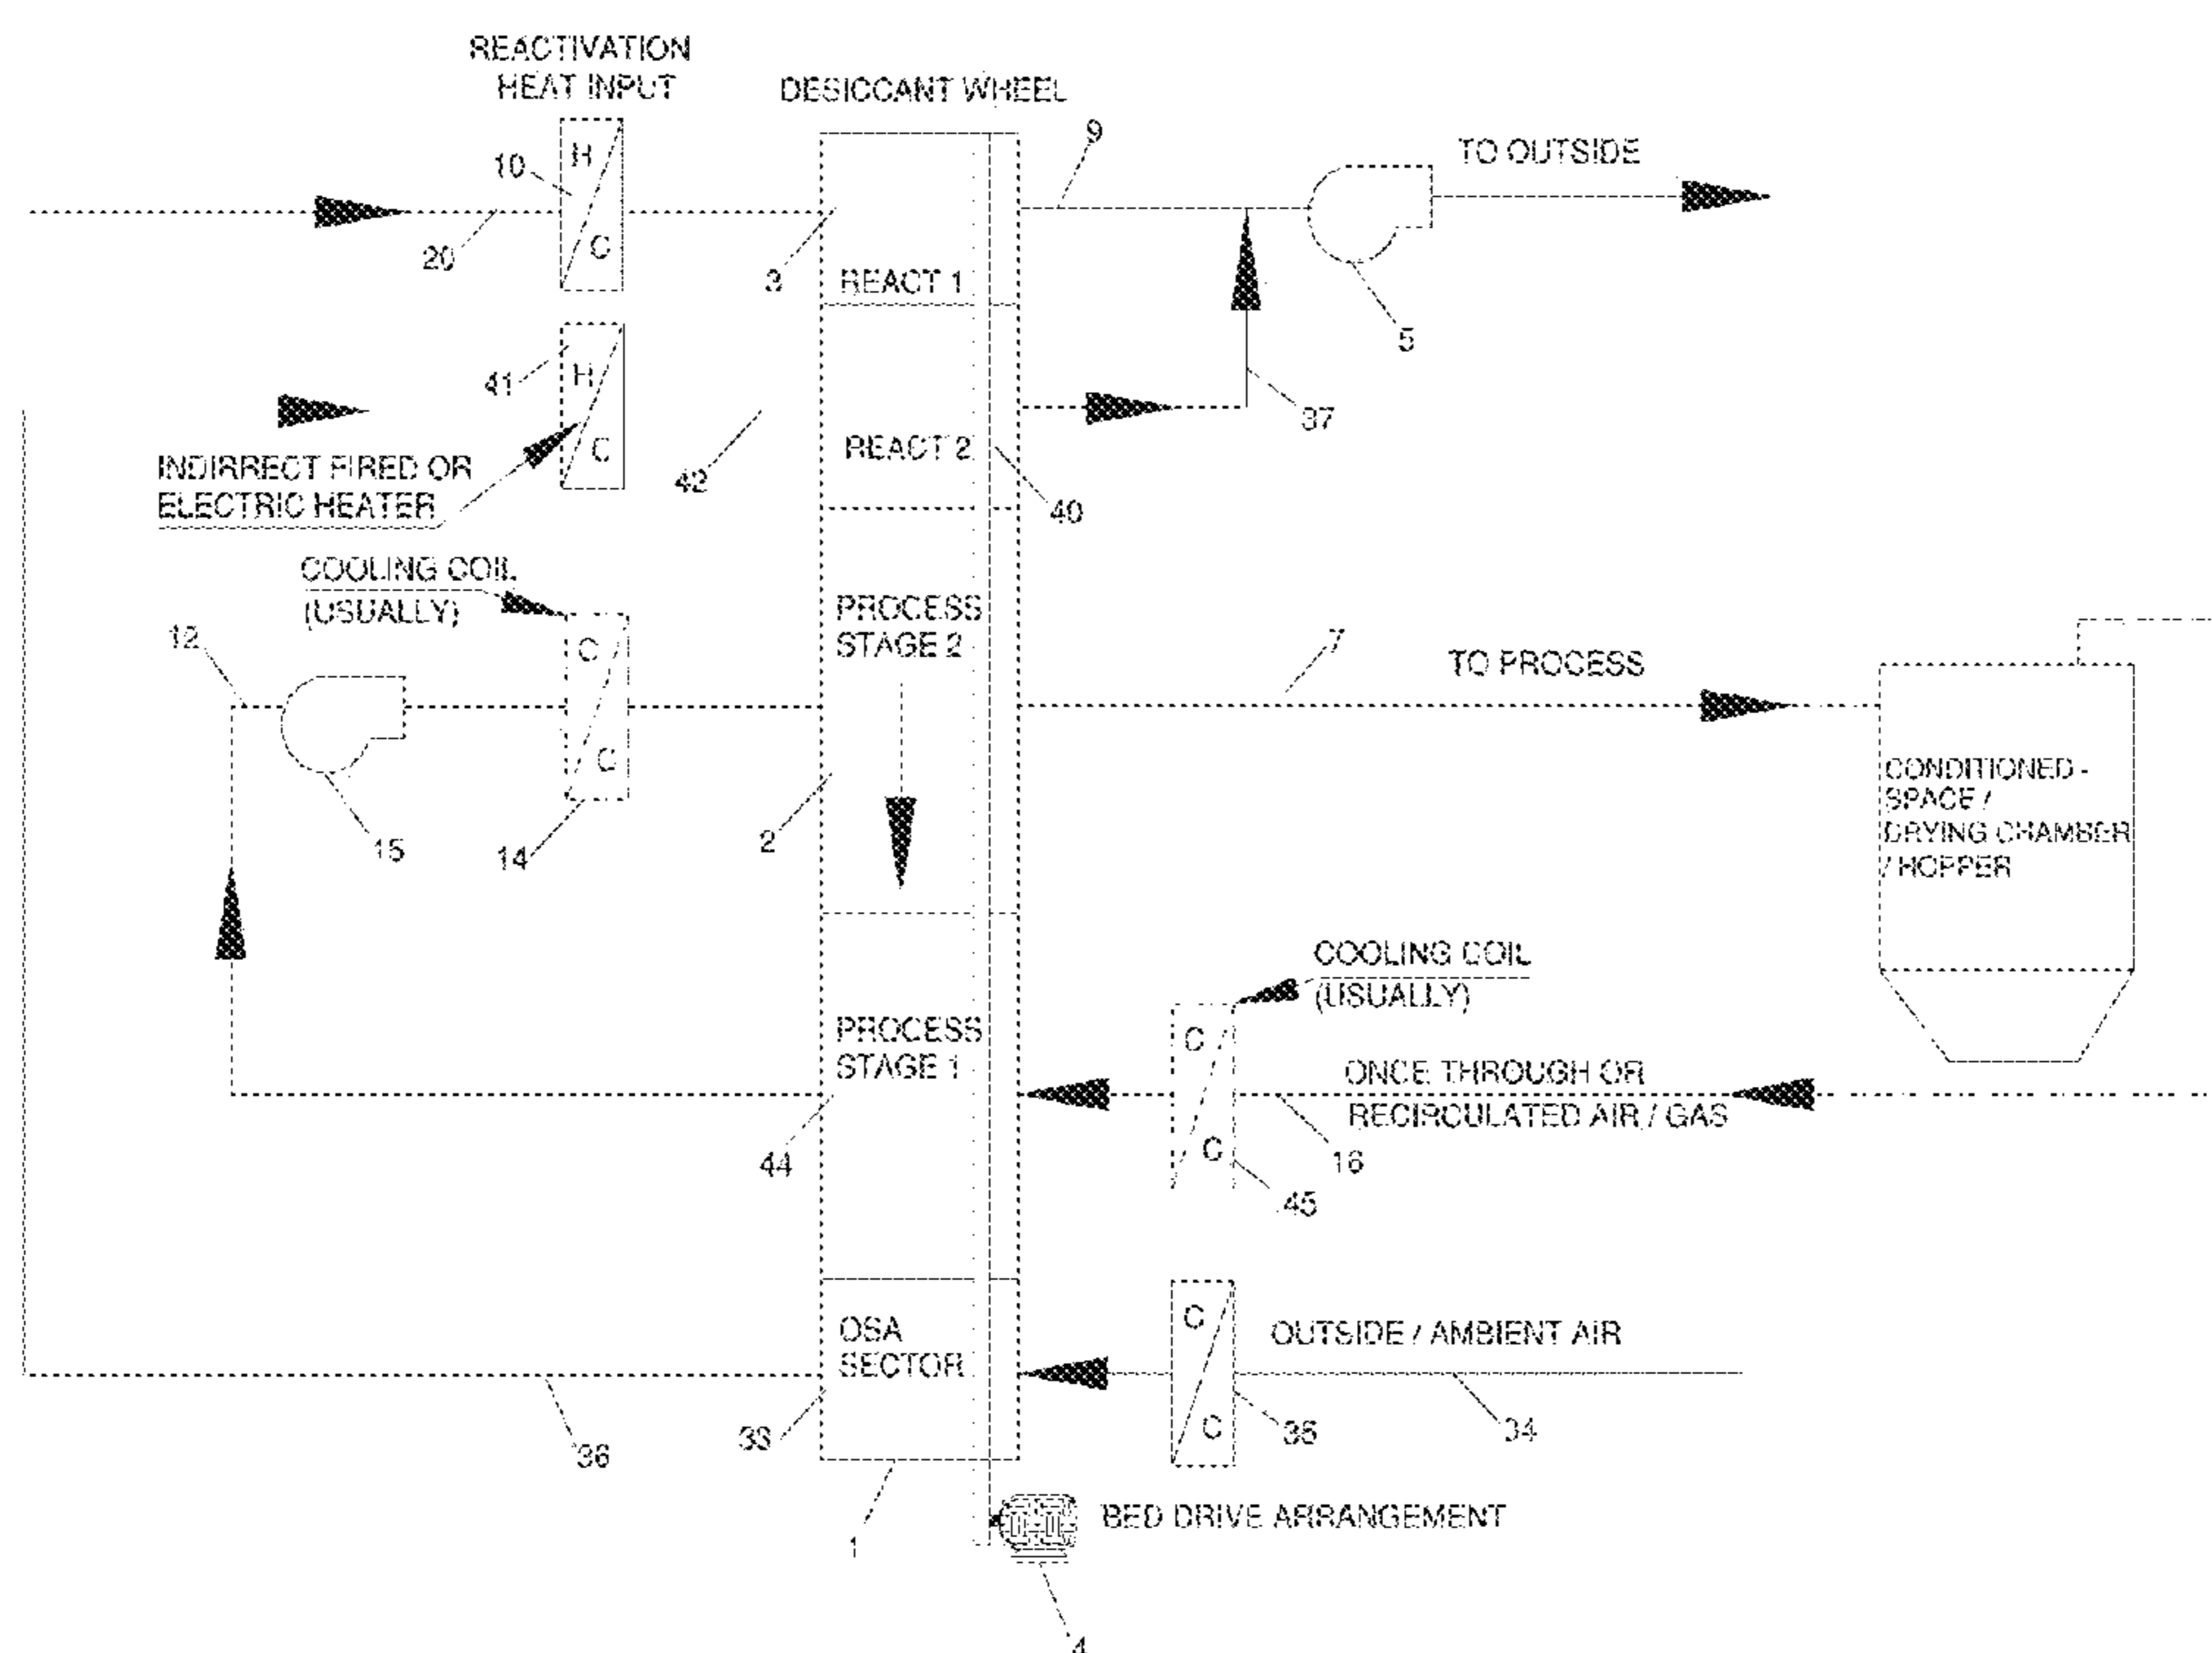 REACTIVATION
HEAT INPUT
DESICCANT WHEEL
9
TO OUTSIDE
H
10
C
20
3
REACT 1
5
41
H
C
37
INDIRRECT FIRED OR
ELECTRIC HEATER
42
REACT 2
40
COOLING COIL
(USUALLY)
12
C
C
PROCESS
STAGE 2
7
TO PROCESS
15
14
2
CONDITIONED -
SPACE /
DRYING CHAMBER
/ HOPPER
COOLING COIL
(USUALLY)
PROCESS
STAGE 1
C
C
ONCE THROUGH OR
RECIRCULATED AIR / GAS
44
16
45
OSA
SECTOR
C
C
OUTSIDE / AMBIENT AIR
36
33
35
34
1
BED DRIVE ARRANGEMENT
4